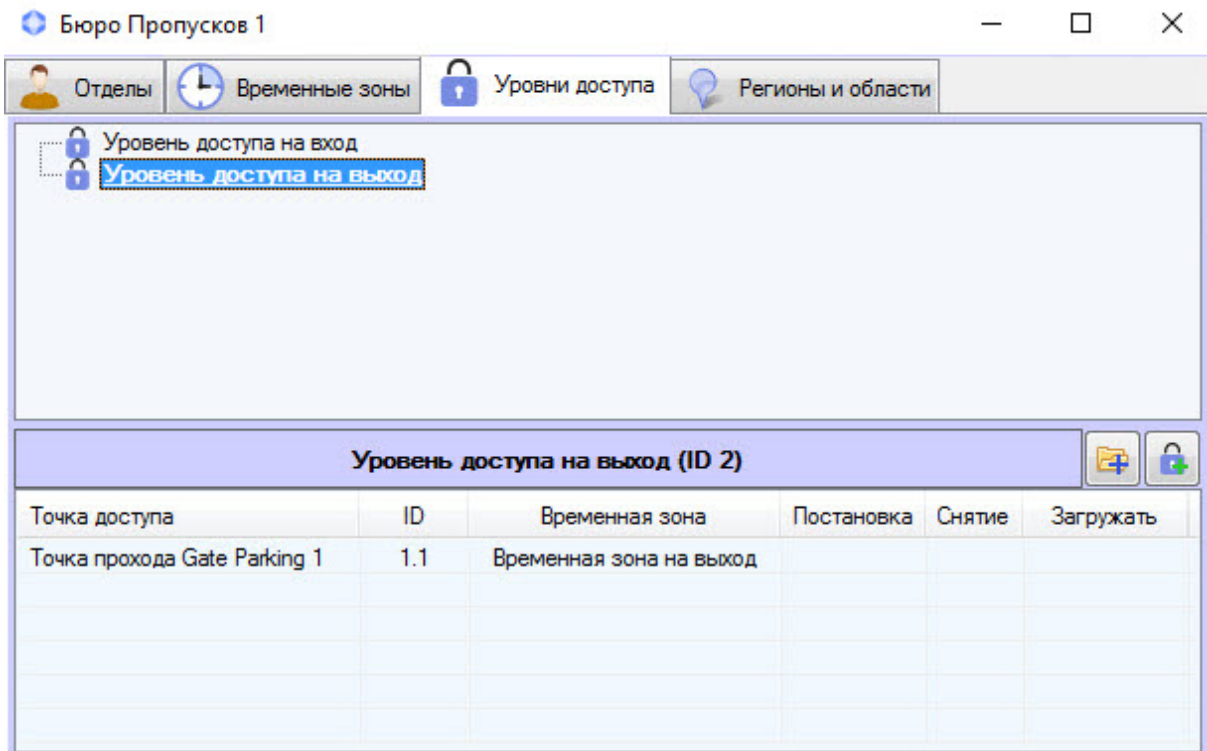 Бюро Пропусков 1
Отделы Временные зоны Уровни доступа Регионы и области
Уровень доступа на вход
Уровень доступа на выход
Уровень доступа на выход (ID 2)
Точка доступа ID Временная зона Постановка Снятие Загружать
Точка прохода Gate Parking 1 1.1 Временная зона на выход